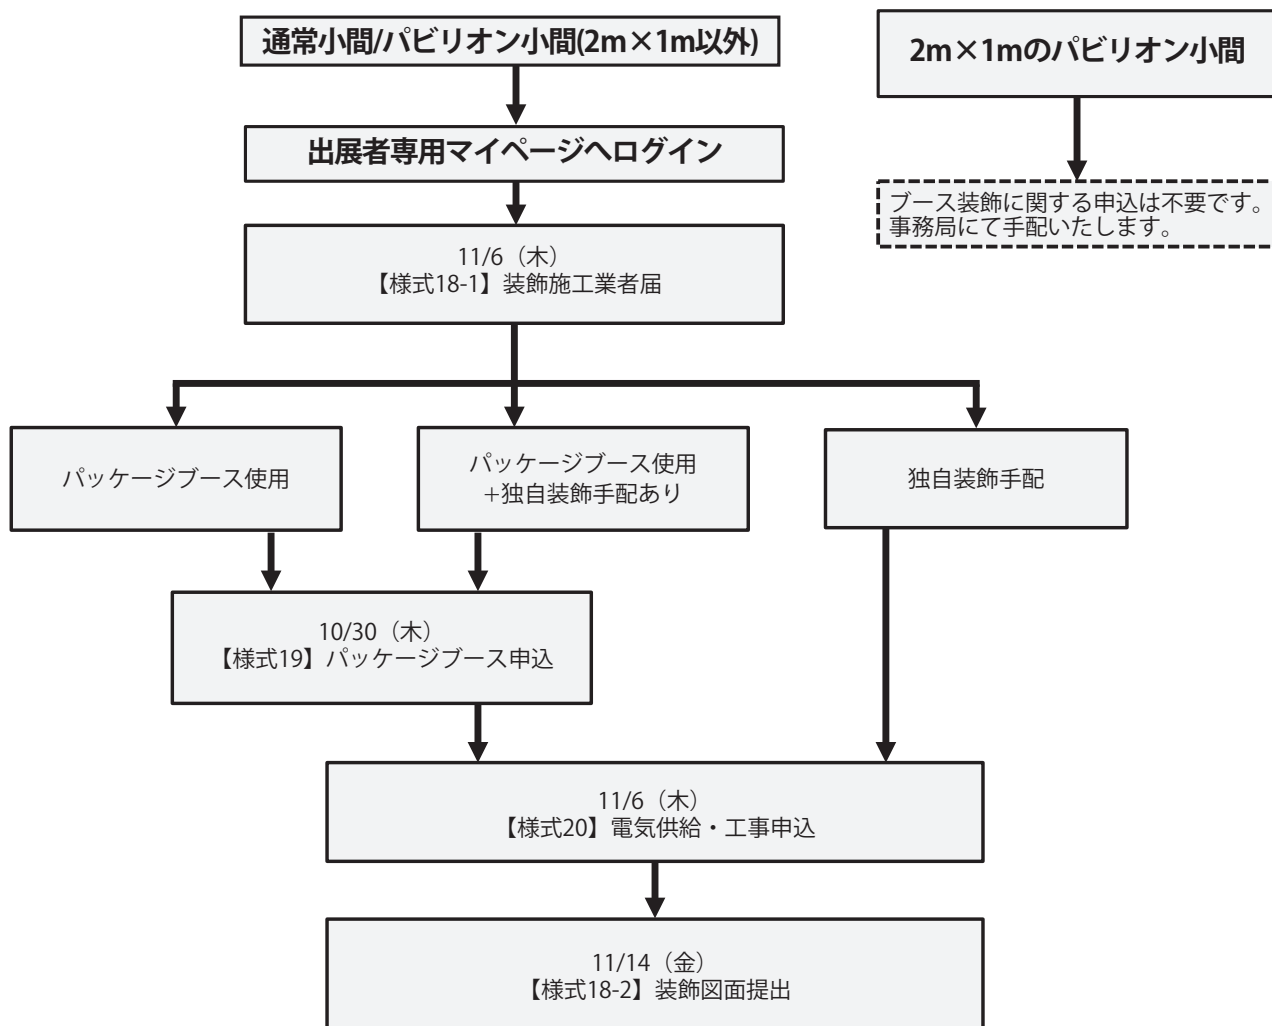 通常小間/パビリオン小間(2m×1m以外)
2m×1mのパビリオン小間
出展者専用マイページへログイン
ブース装飾に関する申込は不要です。
事務局にて手配いたします。
11/6（木）
【様式18-1】装飾施工業者届
パッケージブース使用
パッケージブース使用
+独自装飾手配あり
独自装飾手配
10/30（木）
【様式19】パッケージブース申込
11/6（木）
【様式20】電気供給・工事申込
11/14（金）
【様式18-2】装飾図面提出